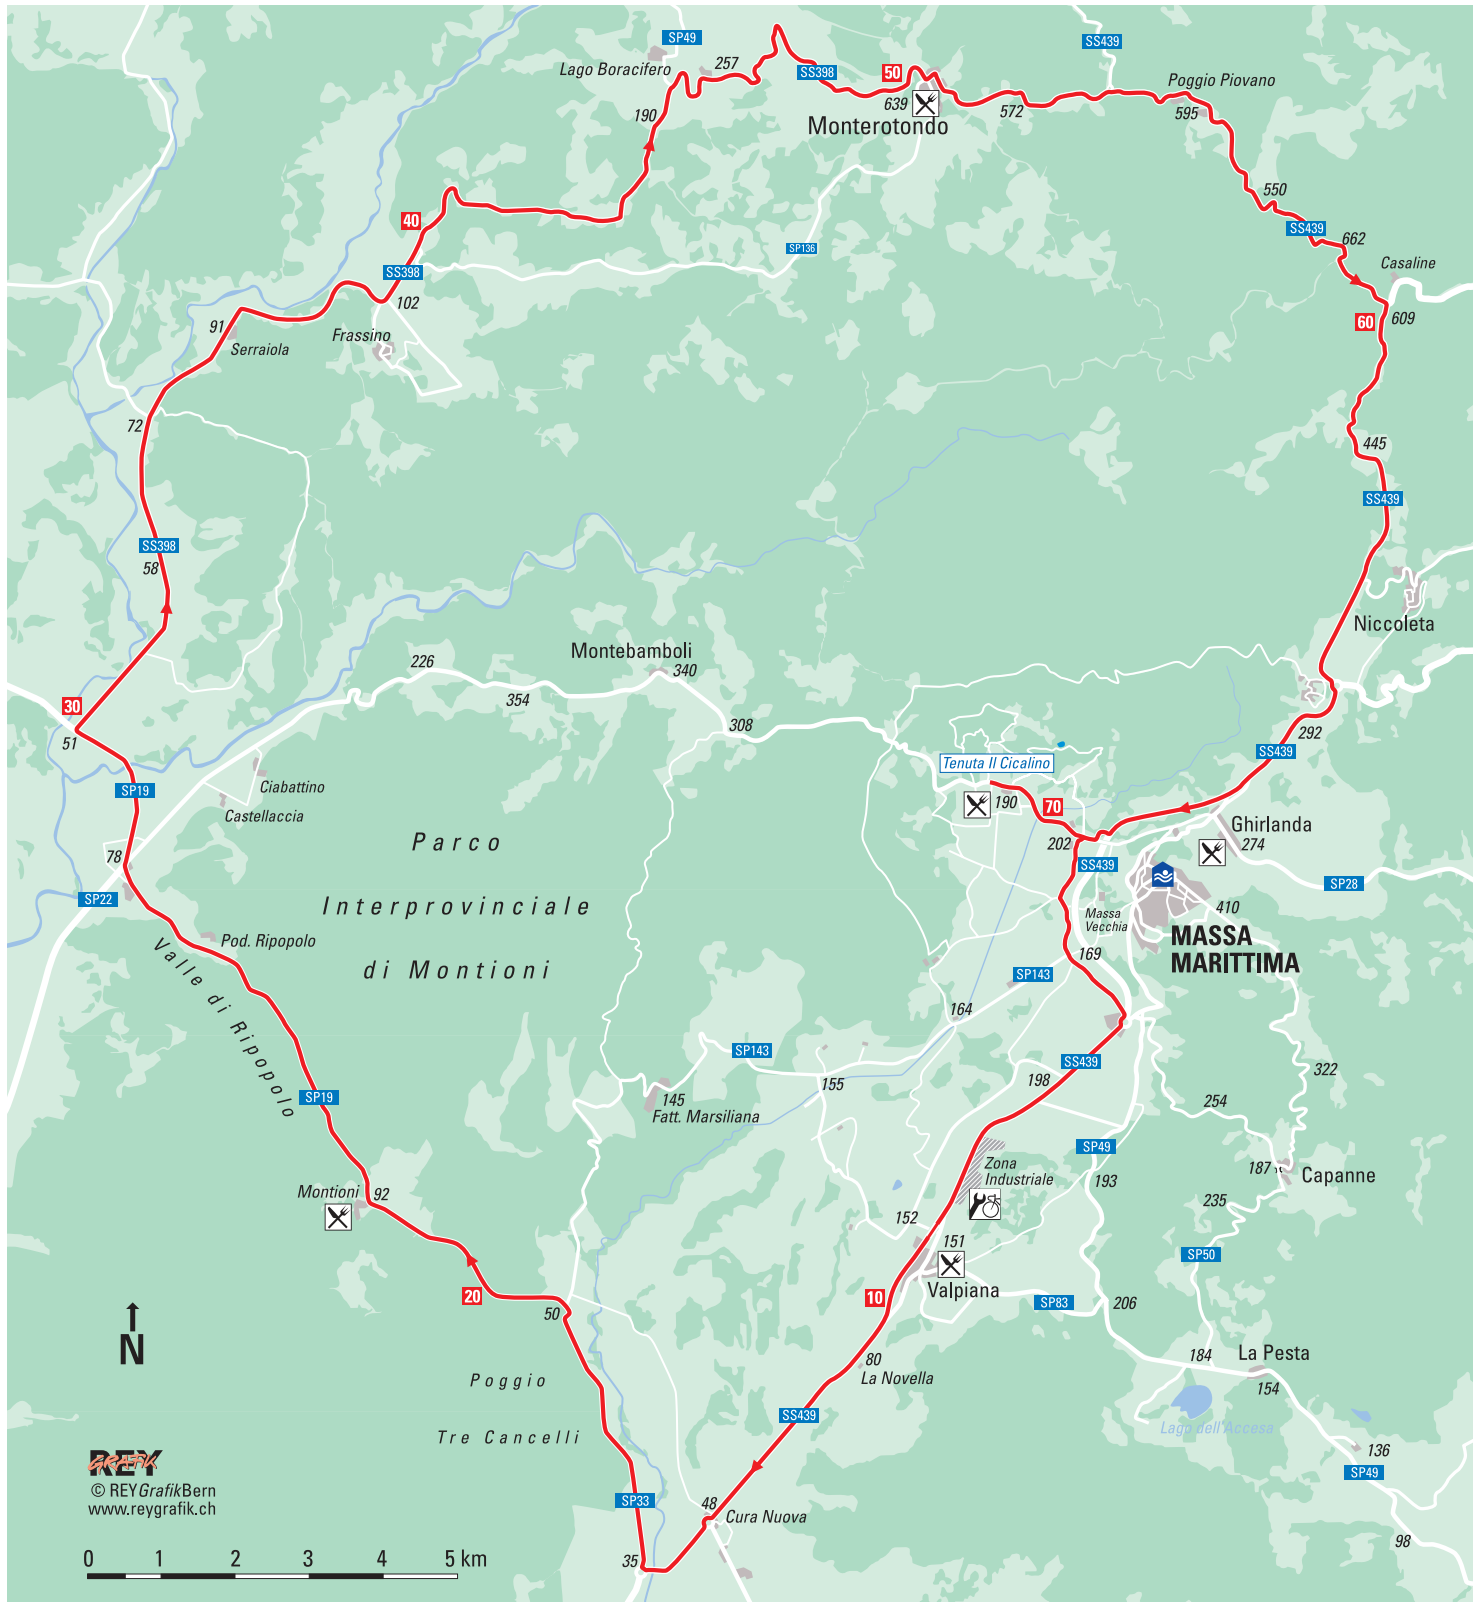 SP49
SS439
257
Lago Boracifero
SS398
50
Poggio Piovano
190
639
572
595
Monterotondo
550
40
SS439
662
SP136
Casaline
SS398
102
609
91
60
Frassino
Serraiola
72
445
SS439
SS398
58
Niccoleta
Montebamboli
226
340
354
30
308
292
51
SS439
Tenuta Il Cicalino
Ciabattino
SP19
190
70
Castellaccia
Ghirlanda
Parco
202
274
78
SS439
SP28
SP22
Interprovinciale
Massa
Vecchia
410
Pod. Ripopolo
MASSA
MARITTIMA
169
di Montioni
SP143
Valle di Ripopolo
164
SP143
SS439
322
155
198
SP19
145
254
Fatt. Marsiliana
SP49
Zona
Industriale
187
Capanne
193
Montioni
92
235
152
151
SP50
Valpiana
20
10
SP83
206
50
N
La Pesta
80
184
La Novella
Poggio
154
SS439
Lago dell'Accesa
Tre Cancelli
136
REY
GRAFIK
SP49
© REYGrafikBern
SP33
48
www.reygrafik.ch
Cura Nuova
98
35
0 1 2 3 4 5 km